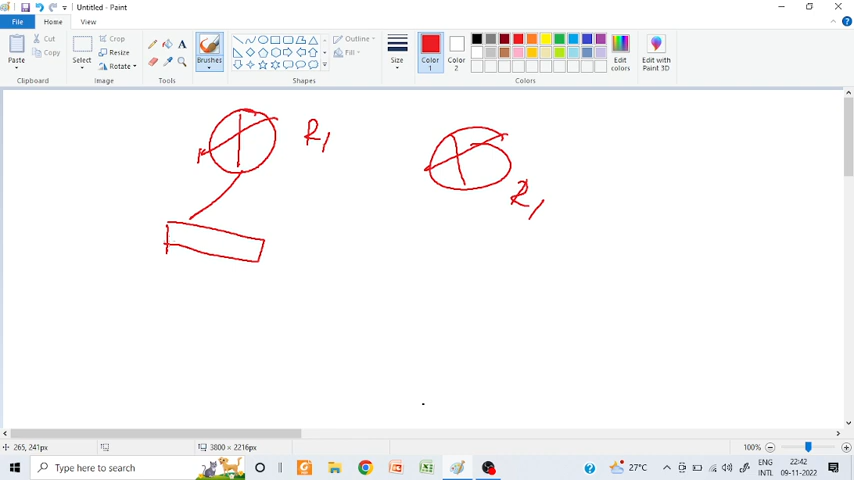 Untitled - Paint
File Home View
Paste
Cut
Copy
Clipboard
Select
Crop
Resize
Rotate
Image
A
Tools
Brushes
Shapes
Outline
Fill
Size
Color 1
Color 2
Colors
Edit colors
Edit with Paint 3D
R1
R1
265, 241px
3800 × 2216px
100%
Type here to search
27°C
ENG
INTL
22:42
09-11-2022